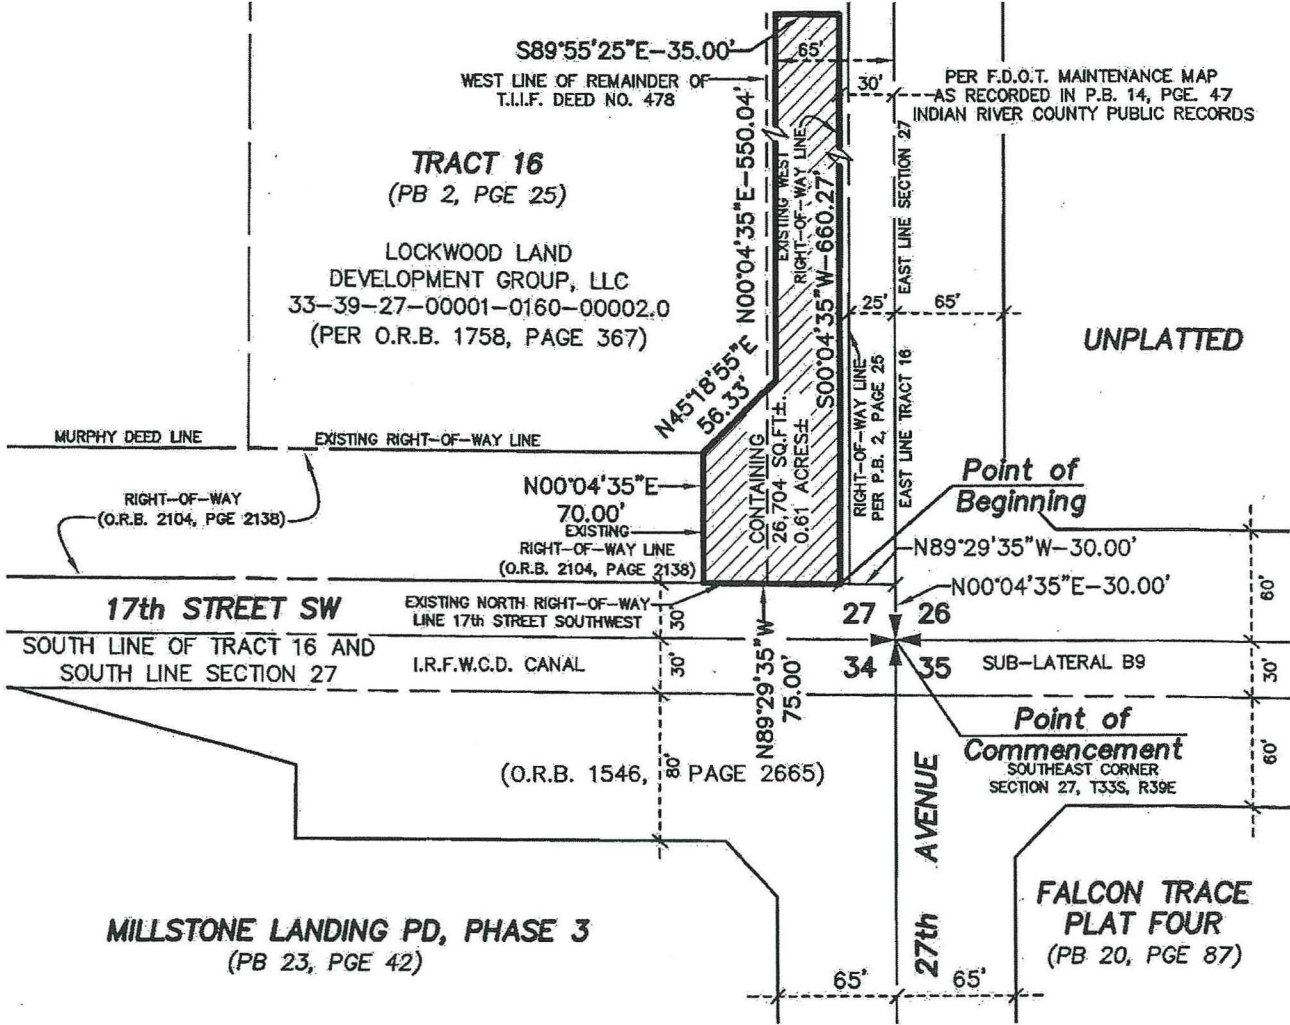 S89°55'25"E-35.00'
WEST LINE OF REMAINDER OF
T.I.I.F. DEED NO. 478
65'
30'
PER F.D.O.T. MAINTENANCE MAP
AS RECORDED IN P.B. 14, PGE. 47
INDIAN RIVER COUNTY PUBLIC RECORDS
TRACT 16
(PB 2, PGE 25)
LOCKWOOD LAND
DEVELOPMENT GROUP, LLC
33-39-27-00001-0160-00002.0
(PER O.R.B. 1758, PAGE 367)
N00°04'35"E-550.04'
EXISTING WEST
RIGHT-OF-WAY LINE
S00°04'35"W-660.27'
EAST LINE SECTION 27
25'
65'
UNPLATTED
N45°18'55"E
56.33'
RIGHT-OF-WAY LINE
PER P.B. 2, PAGE 25
EAST LINE TRACT 16
MURPHY DEED LINE
EXISTING RIGHT-OF-WAY LINE
CONTAINING
26,704 SQ.FT±.
0.61 ACRES±
RIGHT-OF-WAY
(O.R.B. 2104, PGE 2138)
N00°04'35"E
70.00'
EXISTING
RIGHT-OF-WAY LINE
(O.R.B. 2104, PAGE 2138)
Point of
Beginning
N89°29'35"W-30.00'
N00°04'35"E-30.00'
60'
17th STREET SW
EXISTING NORTH RIGHT-OF-WAY
LINE 17th STREET SOUTHWEST
30'
27
26
SOUTH LINE OF TRACT 16 AND
SOUTH LINE SECTION 27
I.R.F.W.C.D. CANAL
30'
N89°29'35"W
75.00'
34
35
SUB-LATERAL B9
30'
Point of
Commencement
SOUTHEAST CORNER
SECTION 27, T33S, R39E
60'
(O.R.B. 1546, PAGE 2665)
80'
27th AVENUE
MILLSTONE LANDING PD, PHASE 3
(PB 23, PGE 42)
FALCON TRACE
PLAT FOUR
(PB 20, PGE 87)
65'
65'